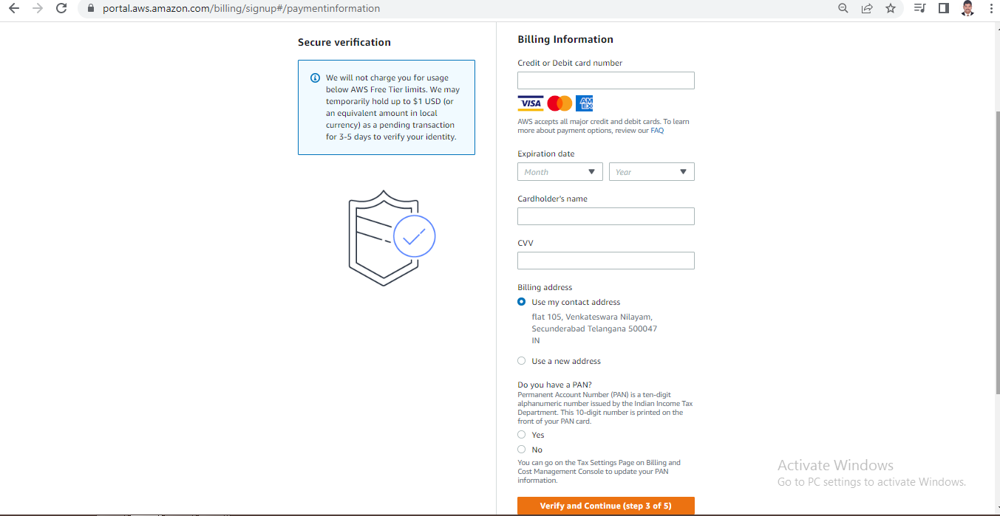 portal.aws.amazon.com/billing/signup#/paymentinformation
Secure verification
We will not charge you for usage
below AWS Free Tier limits. We may
temporarily hold up to $1 USD (or
an equivalent amount in local
currency) as a pending transaction
for 3-5 days to verify your identity.
Billing Information
Credit or Debit card number
VISA
AM
EX
AWS accepts all major credit and debit cards. To learn
more about payment options, review our FAQ
Expiration date
Month
Year
Cardholder's name
CVV
Billing address
Use my contact address
flat 105, Venkateswara Nilayam,
Secunderabad Telangana 500047
IN
Use a new address
Do you have a PAN?
Permanent Account Number (PAN) is a ten-digit
alphanumeric number issued by the Indian Income Tax
Department. This 10-digit number is printed on the
front of your PAN card.
Yes
No
You can go on the Tax Settings Page on Billing and
Cost Management Console to update your PAN
information.
Verify and Continue (step 3 of 5)
Activate Windows
Go to PC settings to activate Windows.